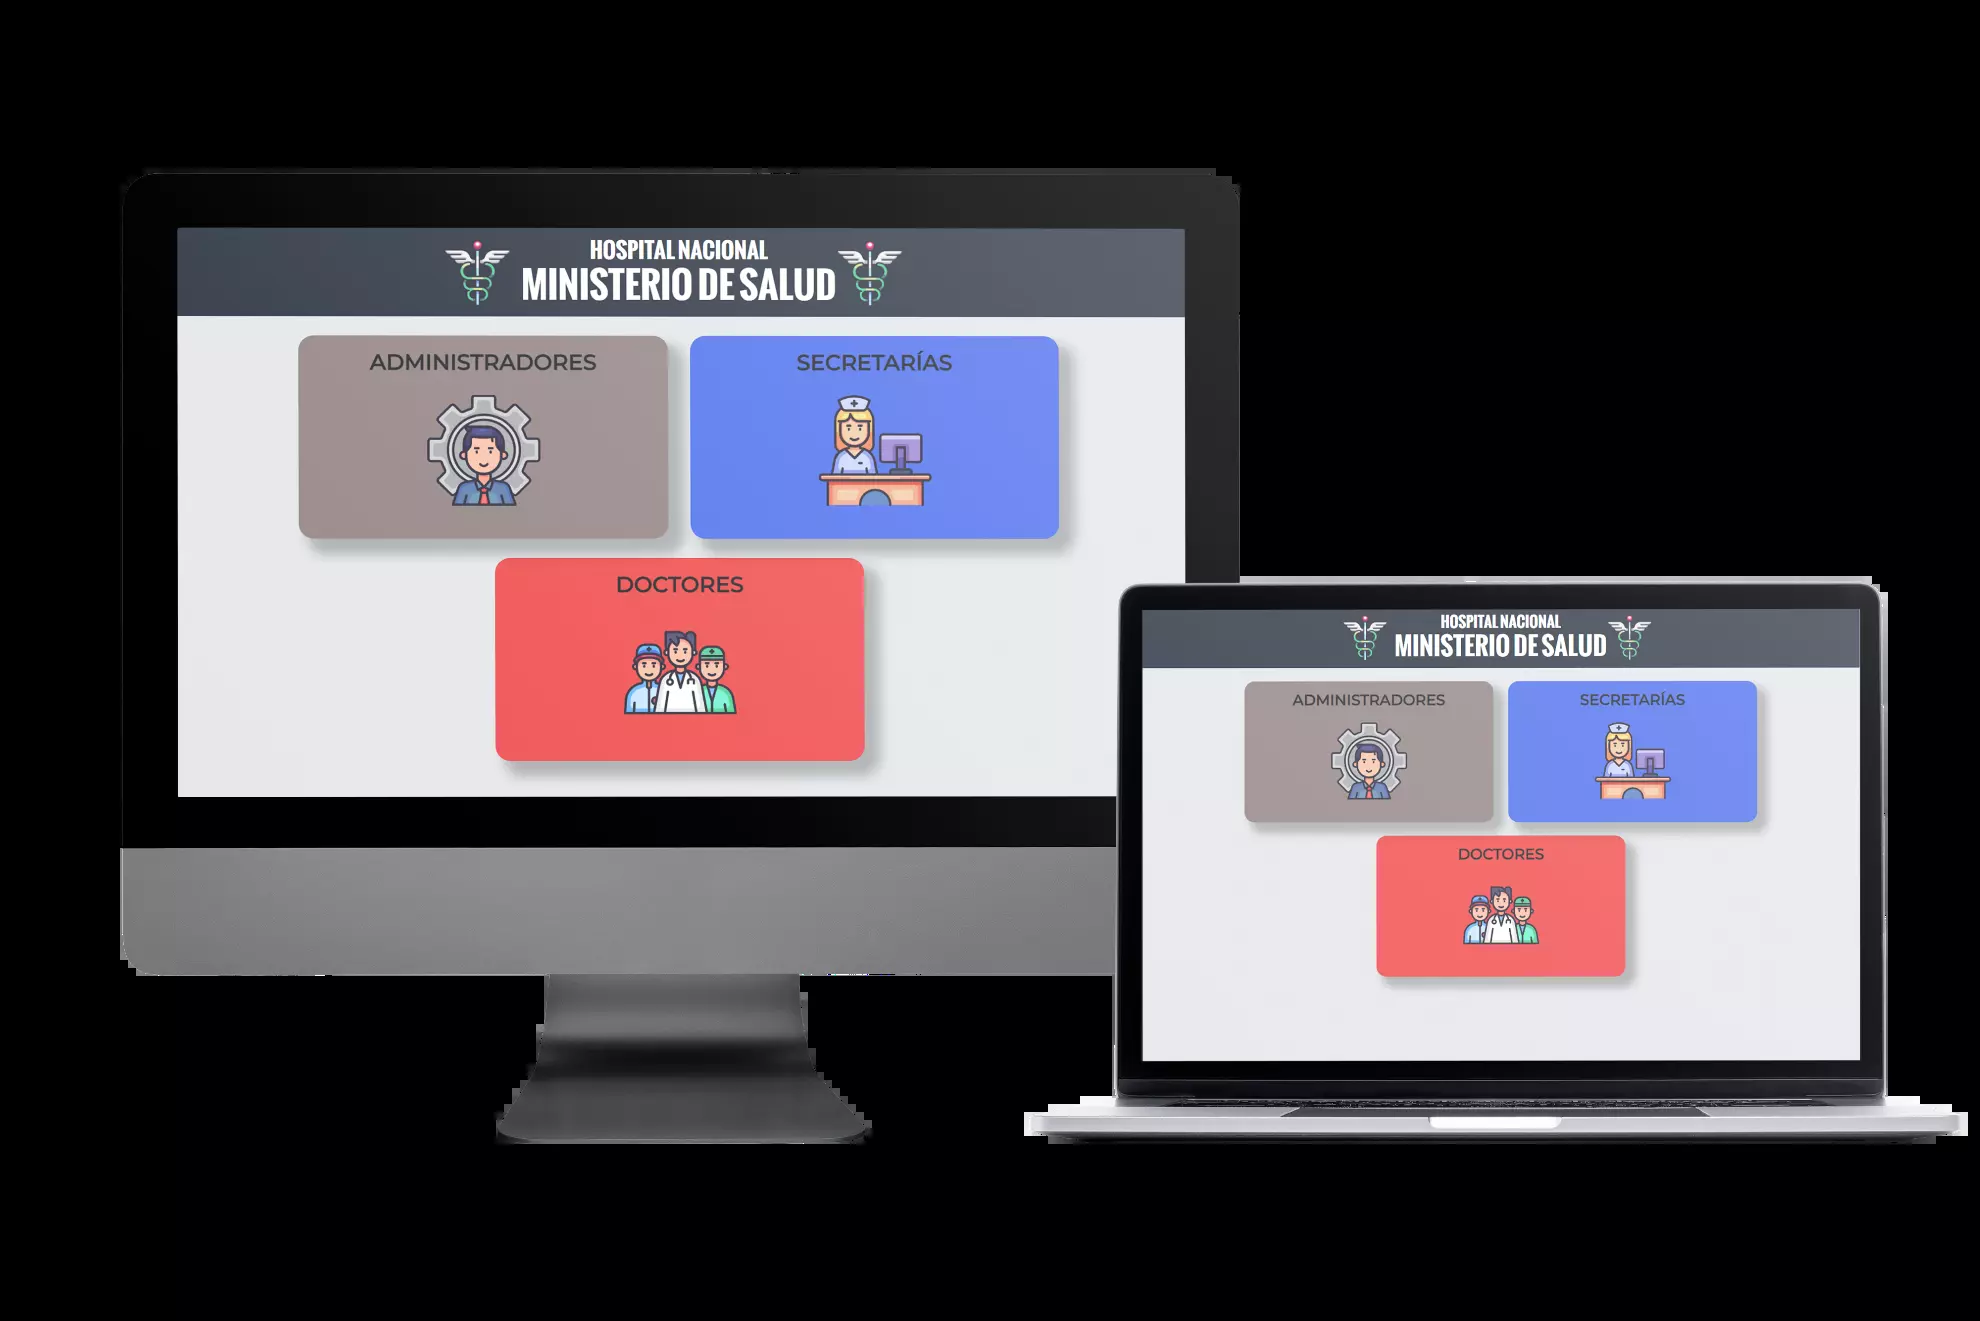 HOSPITAL NACIONAL
MINISTERIO DE SALUD
ADMINISTRADORES
SECRETARÍAS
DOCTORES
HOSPITAL NACIONAL
MINISTERIO DE SALUD
ADMINISTRADORES
SECRETARÍAS
DOCTORES